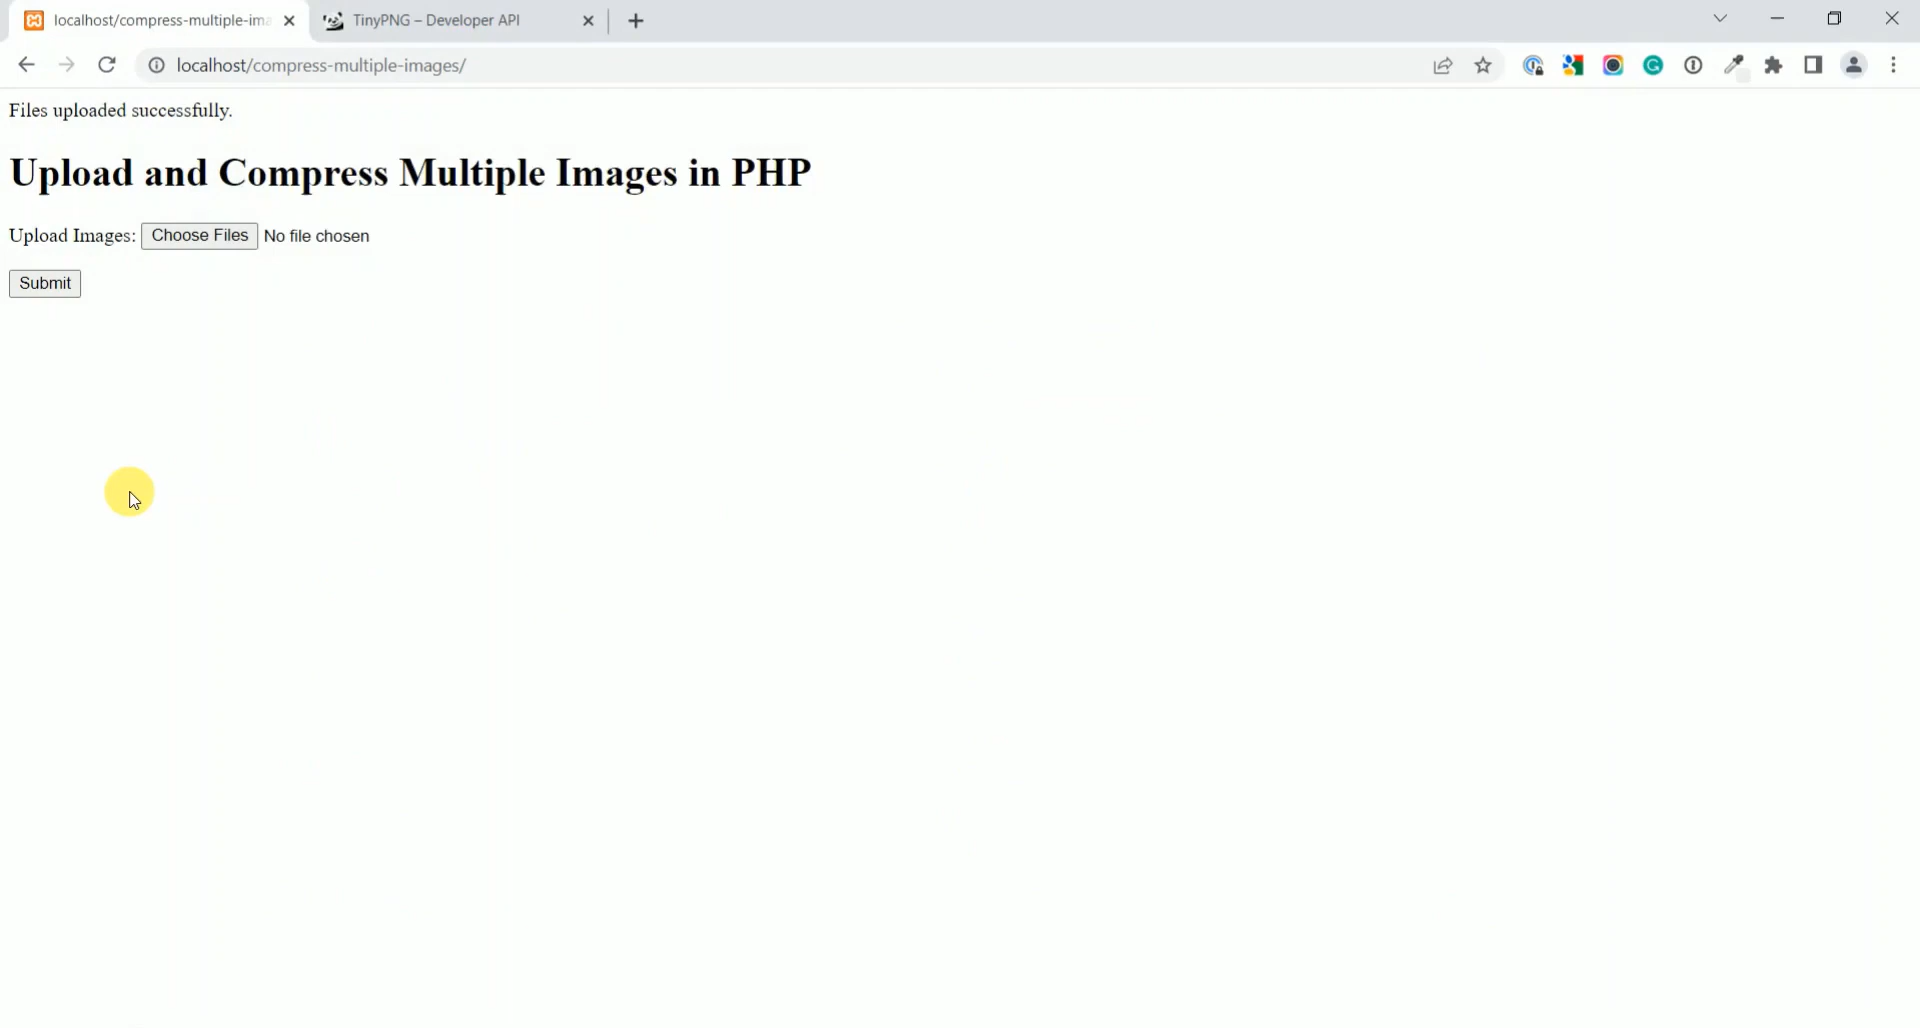 localhost/compress-multiple-ima
TinyPNG – Developer API
localhost/compress-multiple-images/
Files uploaded successfully.
Upload and Compress Multiple Images in PHP
Upload Images: Choose Files No file chosen
Submit